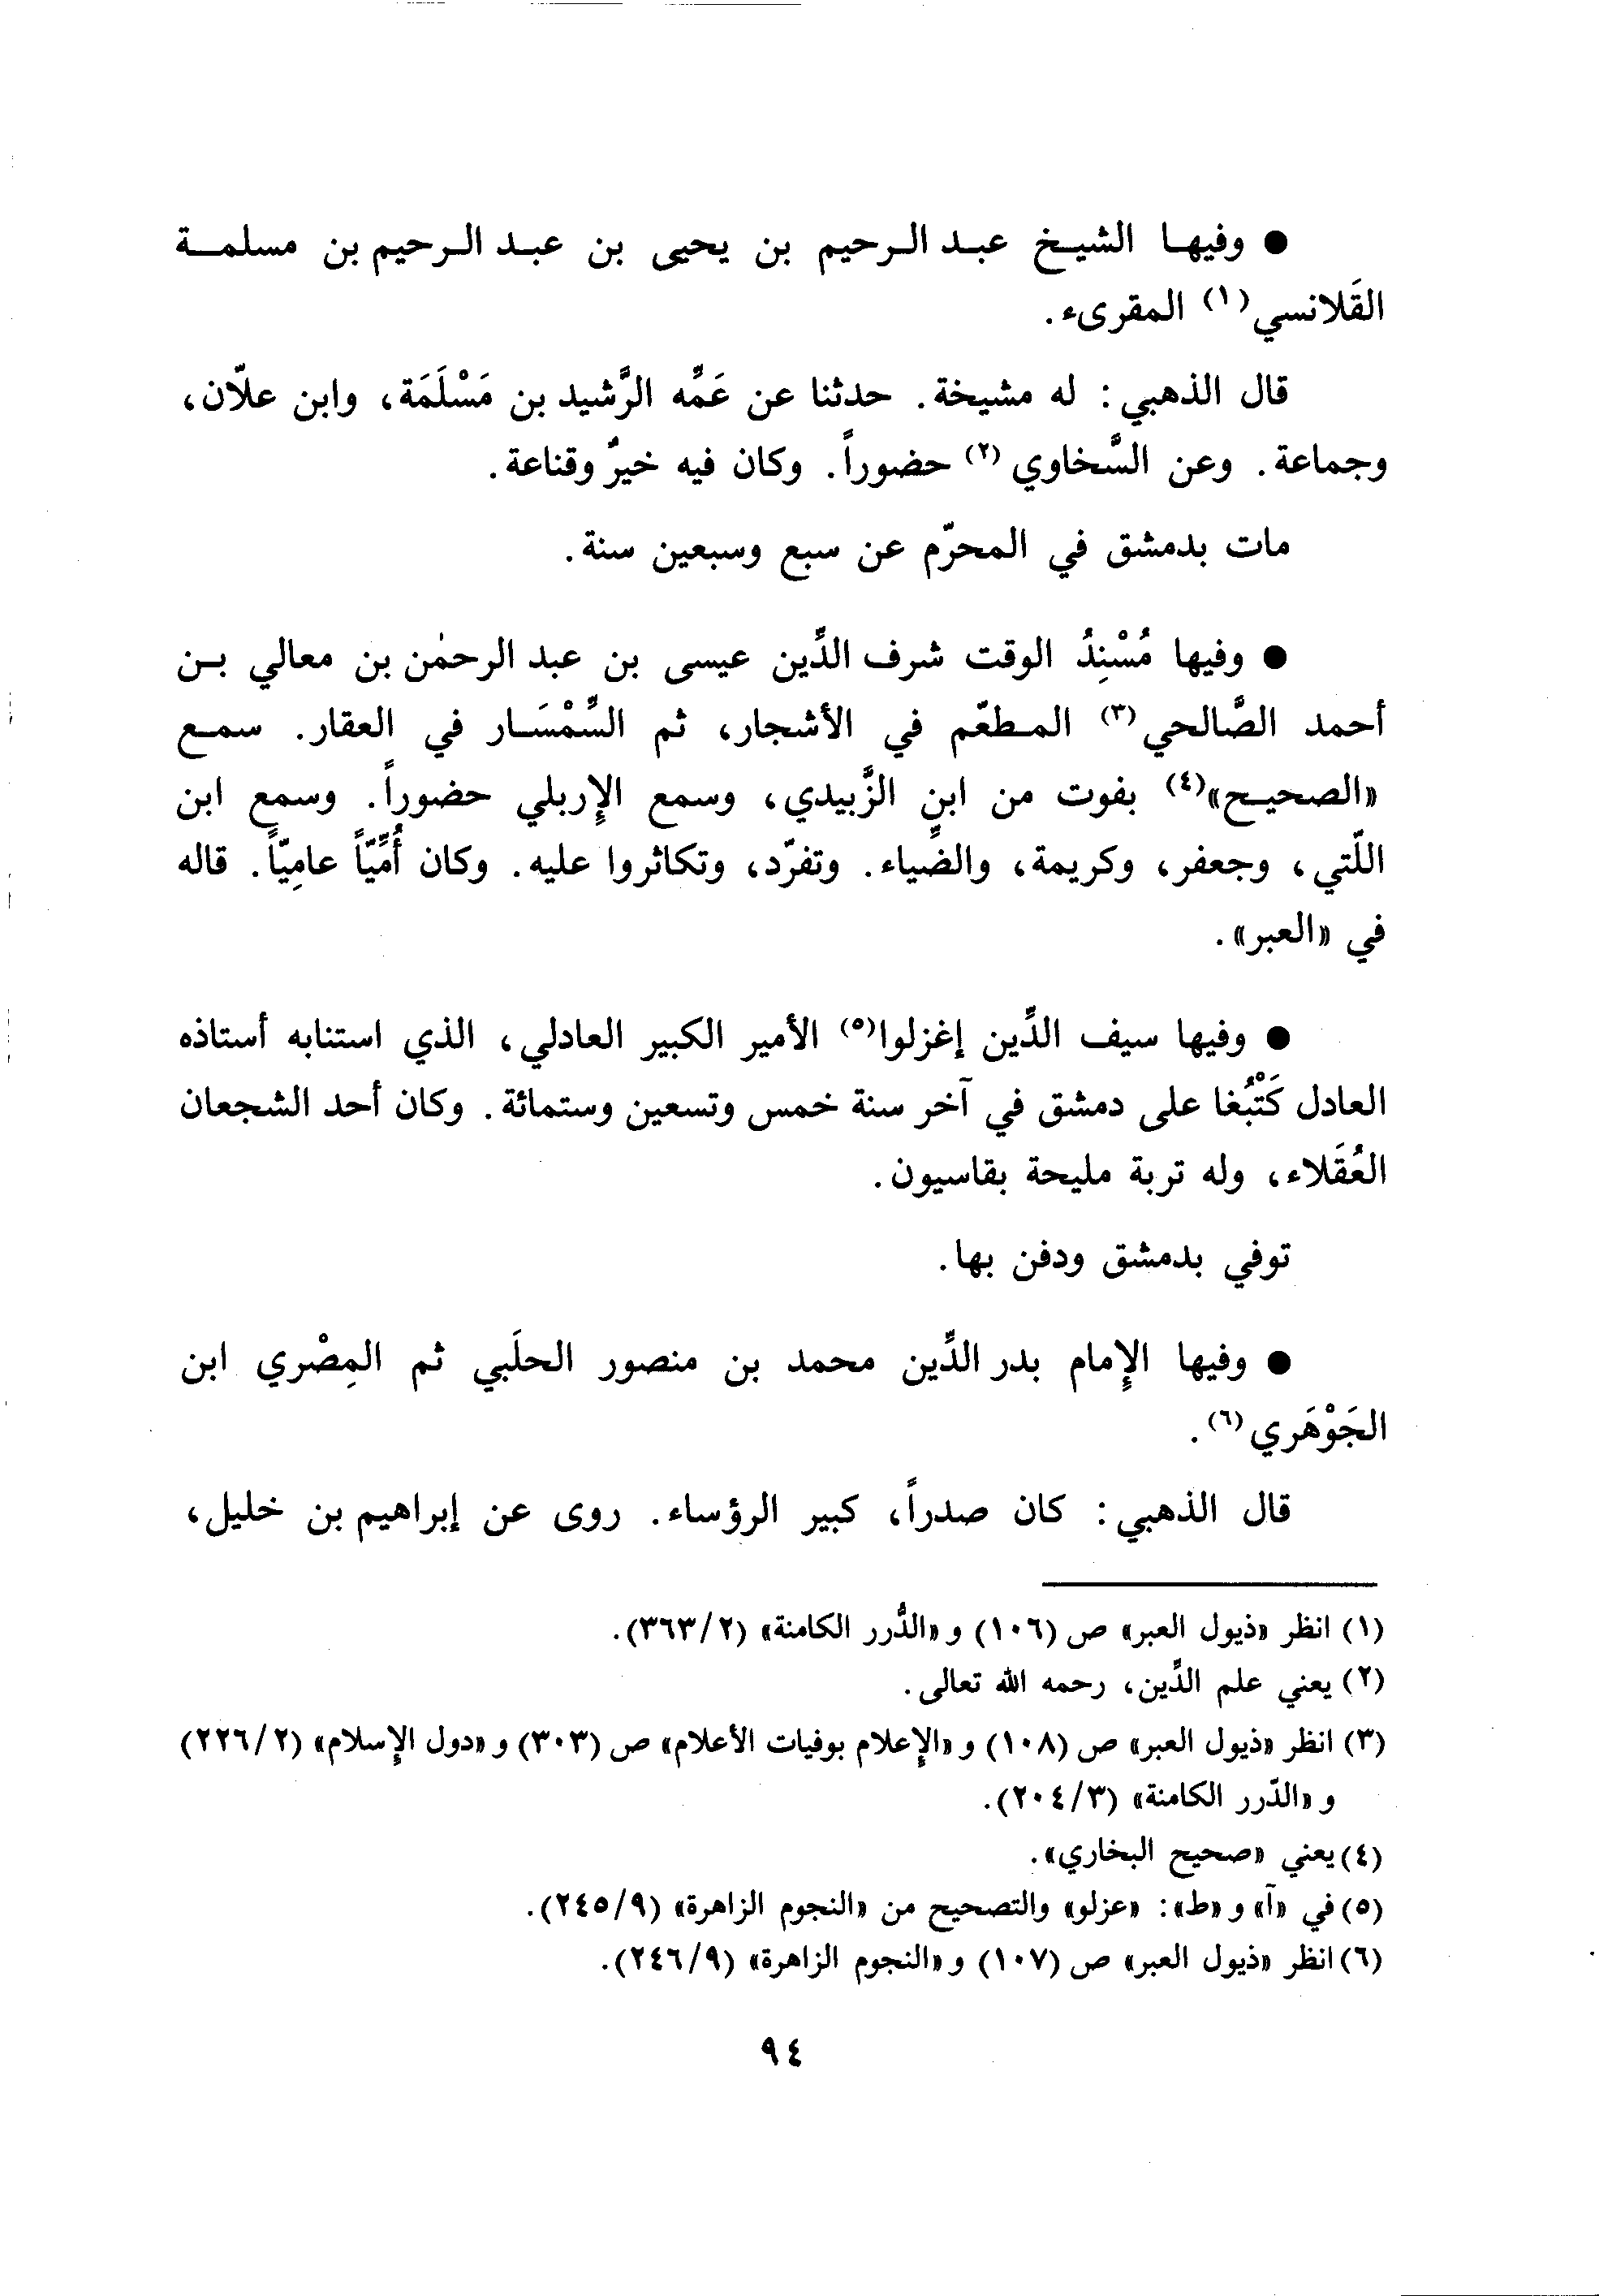 ● وفيها الشيخ عبد الرحيم بن يحيى بن عبد الرحيم بن مسلمة
القَلانسي(١) المقرىء.
قال الذهبي: له مشيخة. حدثنا عن عَمِّه الرَّشيد بن مَسْلَمَة، وابن علّان،
وجماعة. وعن السَّخاوي(٢) حضوراً. وكان فيه خيرٌ وقناعة.
مات بدمشق في المحرّم عن سبع وسبعين سنة.
● وفيها مُسْنِدُ الوقت شرف الدِّين عيسى بن عبد الرحمٰن بن معالي بن
أحمد الصَّالحي(٣) المطعّم في الأشجار، ثم السِّمْسَار في العقار. سمع
«الصحيح»(٤) بفوت من ابن الزَّبيدي، وسمع الإِربلي حضوراً. وسمع ابن
اللّتي، وجعفر، وكريمة، والضِّياء. وتفرّد، وتكاثروا عليه. وكان أُمِّيّاً عامِيّاً. قاله
في «العبر».
● وفيها سيف الدِّين إغزلوا(٥) الأمير الكبير العادلي، الذي استنابه أستاذه
العادل كَتْبُغا على دمشق في آخر سنة خمس وتسعين وستمائة. وكان أحد الشجعان
العُقَلاء، وله تربة مليحة بقاسيون.
توفي بدمشق ودفن بها.
● وفيها الإِمام بدر الدِّين محمد بن منصور الحلَبي ثم المِصْري ابن
الجَوْهَري(٦).
قال الذهبي: كان صدراً، كبير الرؤساء. روى عن إبراهيم بن خليل،
(١) انظر «ذيول العبر» ص (١٠٦) و «الدُّرر الكامنة» (٣٦٣/٢).
(٢) يعني علم الدِّين، رحمه الله تعالى.
(٣) انظر «ذيول العبر» ص (١٠٨) و «الإِعلام بوفيات الأعلام» ص (٣٠٣) و «دول الإِسلام» (٢٢٦/٢)
و «الدّرر الكامنة» (٢٠٤/٣).
(٤) يعني «صحيح البخاري».
(٥) في «آ» و «ط»: «عزلو» والتصحيح من «النجوم الزاهرة» (٢٤٥/٩).
(٦) انظر «ذيول العبر» ص (١٠٧) و «النجوم الزاهرة» (٢٤٦/٩).
٩٤